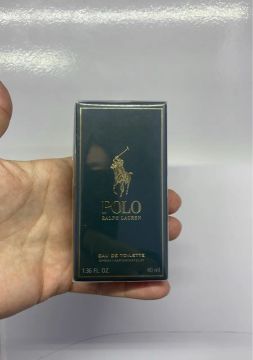 POLO
RALPH LAUREN
EAU DE TOILETTE
1.36 FL. OZ. 40 ml